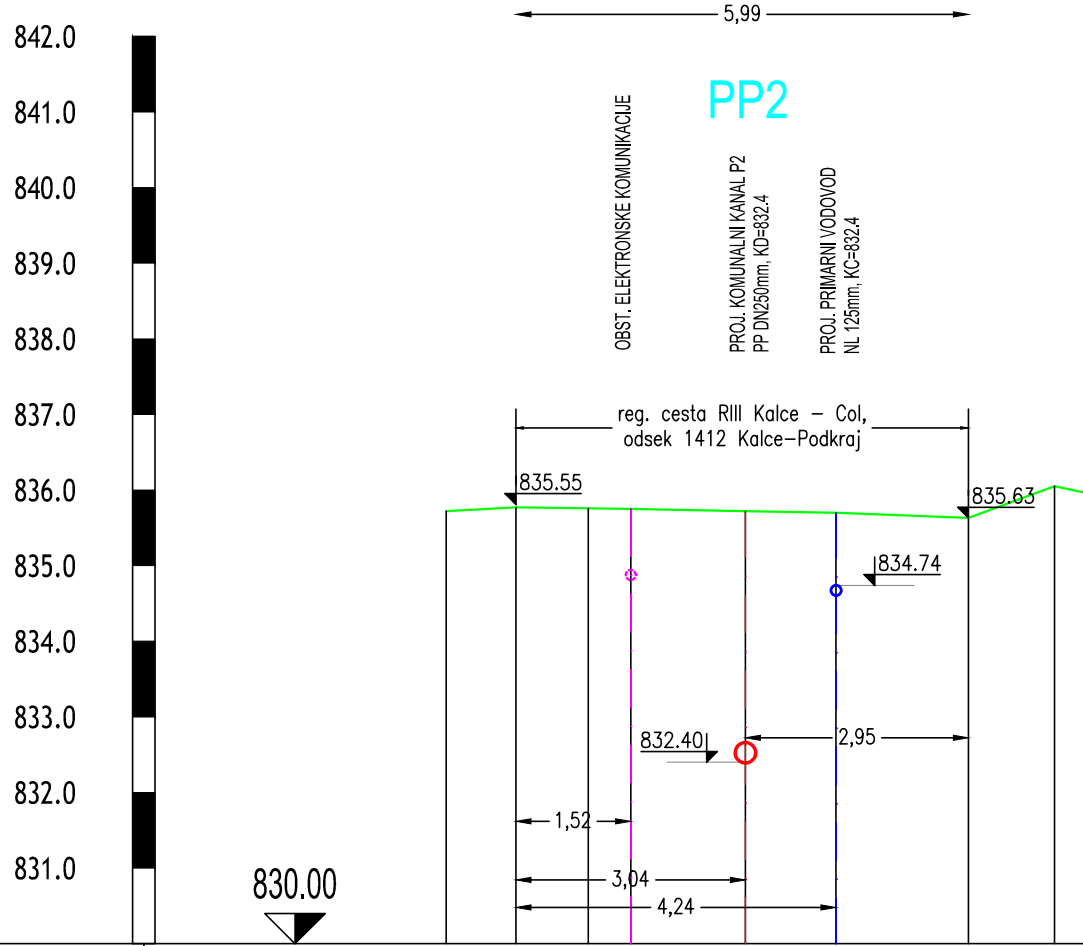 5,99
842.0
841.0
840.0
839.0
838.0
837.0
836.0
835.0
834.0
833.0
832.0
831.0
PP2
OBST. ELEKTRONSKE KOMUNIKACIJE
PROJ. KOMUNALNI KANAL P2
PP DN250mm, KD=832.4
PROJ. PRIMARNI VODOVOD
NL 125mm, KC=832.4
reg. cesta RIII Kalce – Col,
odsek 1412 Kalce–Podkraj
835.55
835.63
834.74
832.40
2,95
1,52
3,04
4,24
830.00